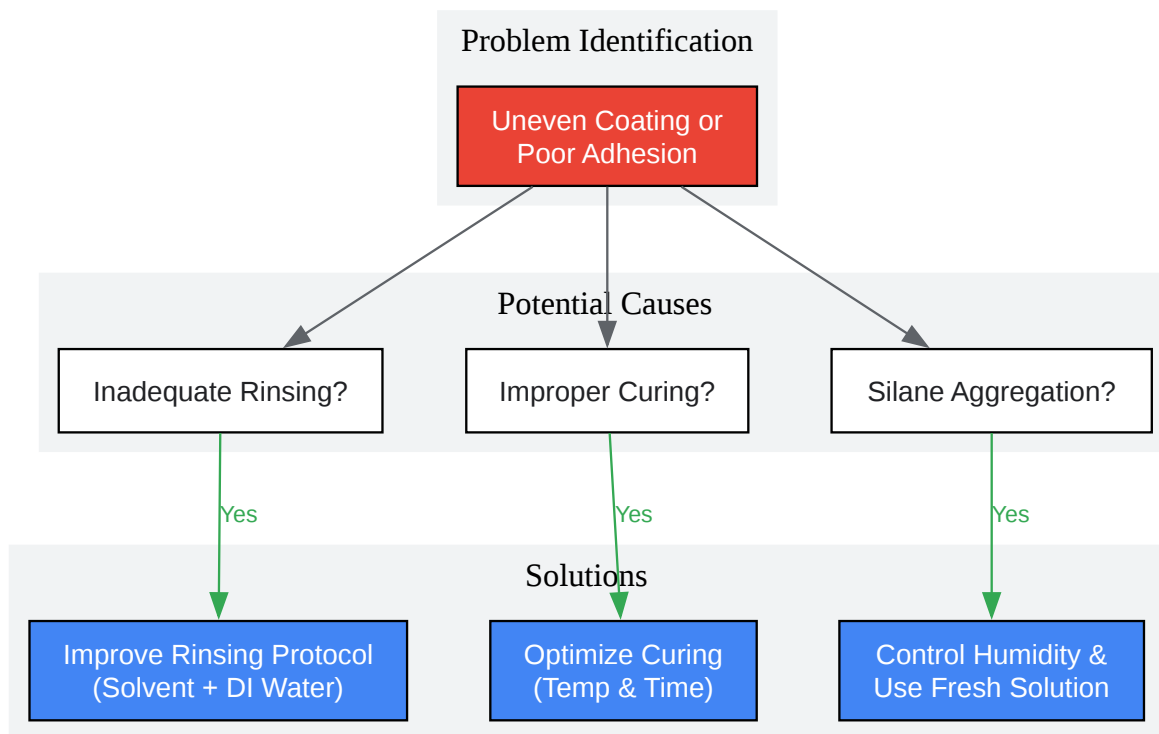 Problem Identification
Uneven Coating or
Poor Adhesion
Potential Causes
Inadequate Rinsing?
Improper Curing?
Silane Aggregation?
Yes
Yes
Yes
Solutions
Improve Rinsing Protocol
(Solvent + DI Water)
Optimize Curing
(Temp & Time)
Control Humidity &
Use Fresh Solution